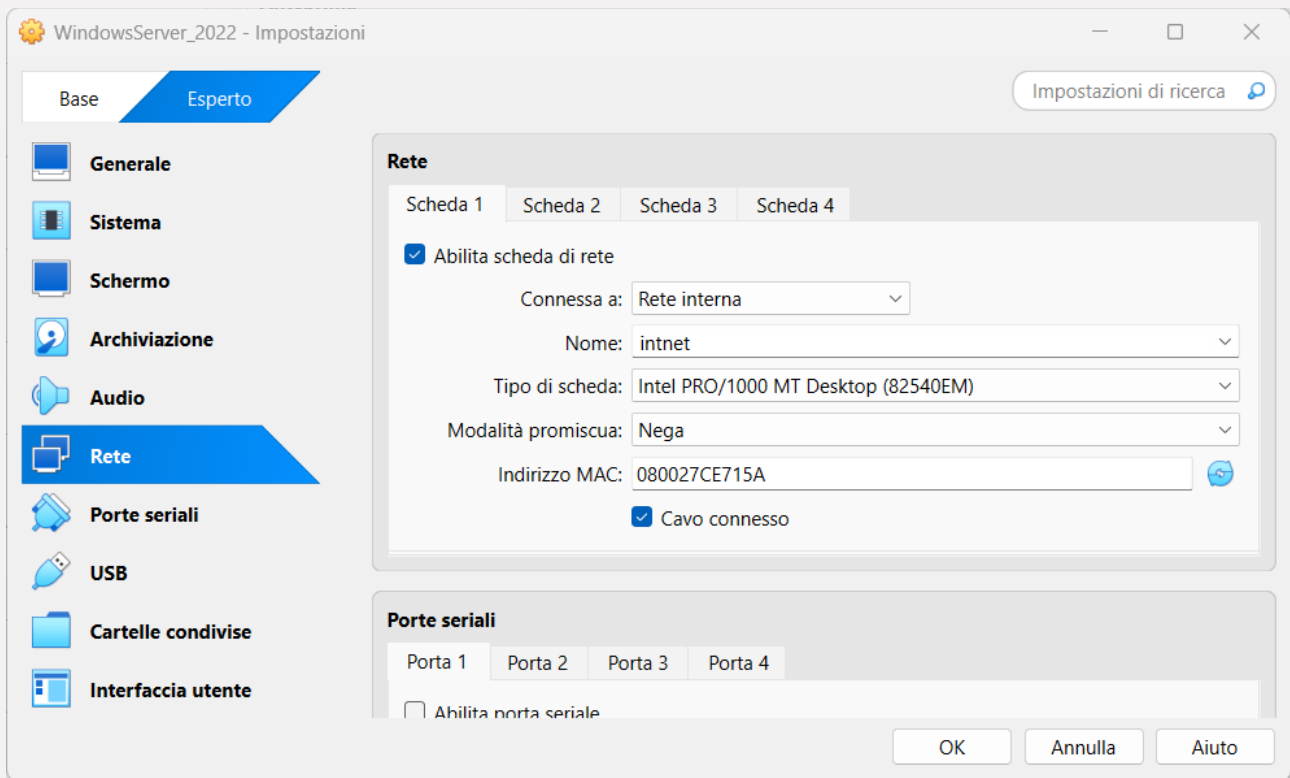 WindowsServer_2022 - Impostazioni
Base
Esperto
Impostazioni di ricerca
Generale
Sistema
Schermo
Archiviazione
Audio
Rete
Porte seriali
USB
Cartelle condivise
Interfaccia utente
Rete
Scheda 1 Scheda 2 Scheda 3 Scheda 4
Abilita scheda di rete
Connessa a: Rete interna
Nome: intnet
Tipo di scheda: Intel PRO/1000 MT Desktop (82540EM)
Modalità promiscua: Nega
Indirizzo MAC: 080027CE715A
Cavo connesso
Porte seriali
Porta 1 Porta 2 Porta 3 Porta 4
Abilita porta seriale
OK Annulla Aiuto